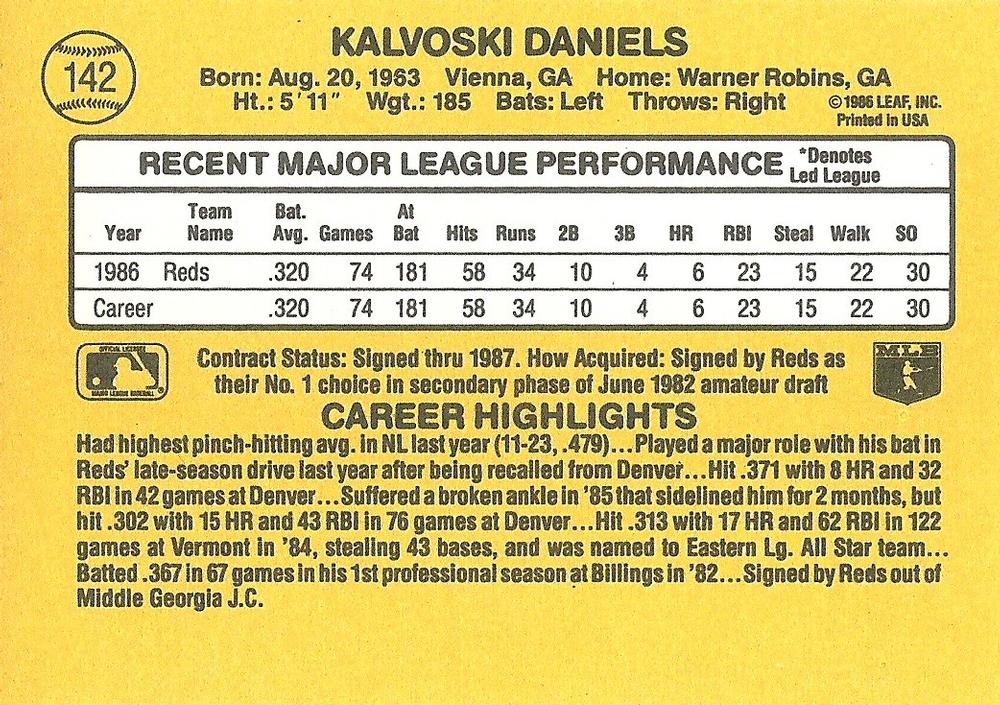 142
KALVOSKI DANIELS
Born: Aug. 20, 1963 Vienna, GA Home: Warner Robins, GA
Ht.: 5'11" Wgt.: 185 Bats: Left Throws: Right
©1986 LEAF, INC.
Printed in USA
RECENT MAJOR LEAGUE PERFORMANCE *Denotes Led League
Year Team Name Bat. Avg. Games At Bat Hits Runs 2B 3B HR RBI Steal Walk SO
1986 Reds .320 74 181 58 34 10 4 6 23 15 22 30
Career .320 74 181 58 34 10 4 6 23 15 22 30
OFFICIAL LICENSEE
MAJOR LEAGUE BASEBALL
Contract Status: Signed thru 1987. How Acquired: Signed by Reds as
their No. 1 choice in secondary phase of June 1982 amateur draft
MLB
CAREER HIGHLIGHTS
Had highest pinch-hitting avg. in NL last year (11-23, .479)...Played a major role with his bat in
Reds' late-season drive last year after being recalled from Denver...Hit .371 with 8 HR and 32
RBI in 42 games at Denver...Suffered a broken ankle in '85 that sidelined him for 2 months, but
hit .302 with 15 HR and 43 RBI in 76 games at Denver...Hit .313 with 17 HR and 62 RBI in 122
games at Vermont in '84, stealing 43 bases, and was named to Eastern Lg. All Star team...
Batted .367 in 67 games in his 1st professional season at Billings in '82...Signed by Reds out of
Middle Georgia J.C.